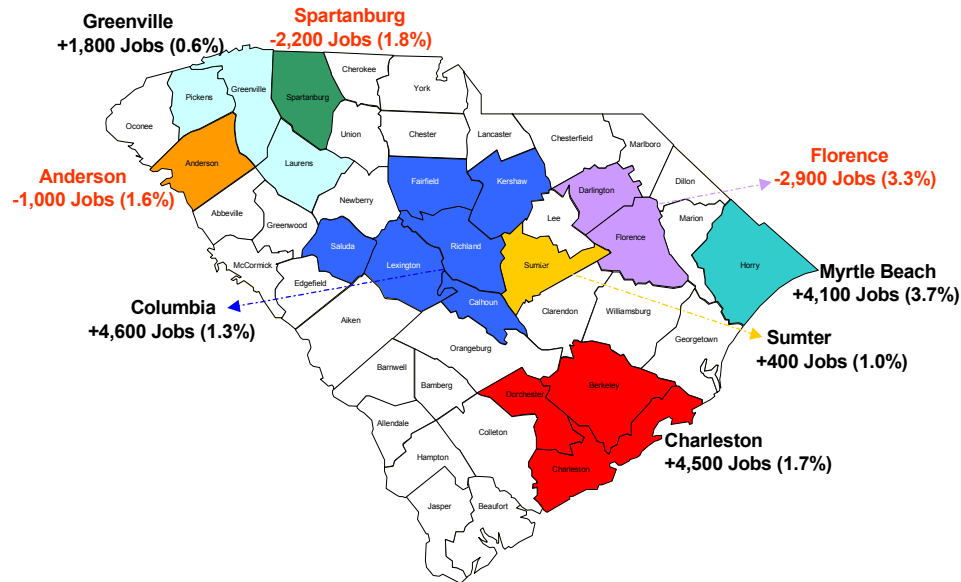 Greenville
+1,800 Jobs (0.6%)
Spartanburg
-2,200 Jobs (1.8%)
Cherokee
York
Pickens
Greenville
Spartanburg
Oconee
Union
Chester
Lancaster
Chesterfield
Marlboro
Anderson
Laurens
Anderson
-1,000 Jobs (1.6%)
Fairfield
Kershaw
Darlington
Dillon
Florence
-2,900 Jobs (3.3%)
Abbeville
Greenwood
Newberry
Lee
Florence
Marion
Saluda
Lexington
Richland
Sumter
Horry
McCormick
Edgefield
Myrtle Beach
+4,100 Jobs (3.7%)
Columbia
+4,600 Jobs (1.3%)
Aiken
Calhoun
Clarendon
Williamsburg
Georgetown
Sumter
+400 Jobs (1.0%)
Orangeburg
Barnwell
Bamberg
Dorchester
Berkeley
Allendale
Colleton
Charleston
+4,500 Jobs (1.7%)
Hampton
Charleston
Jasper
Beaufort